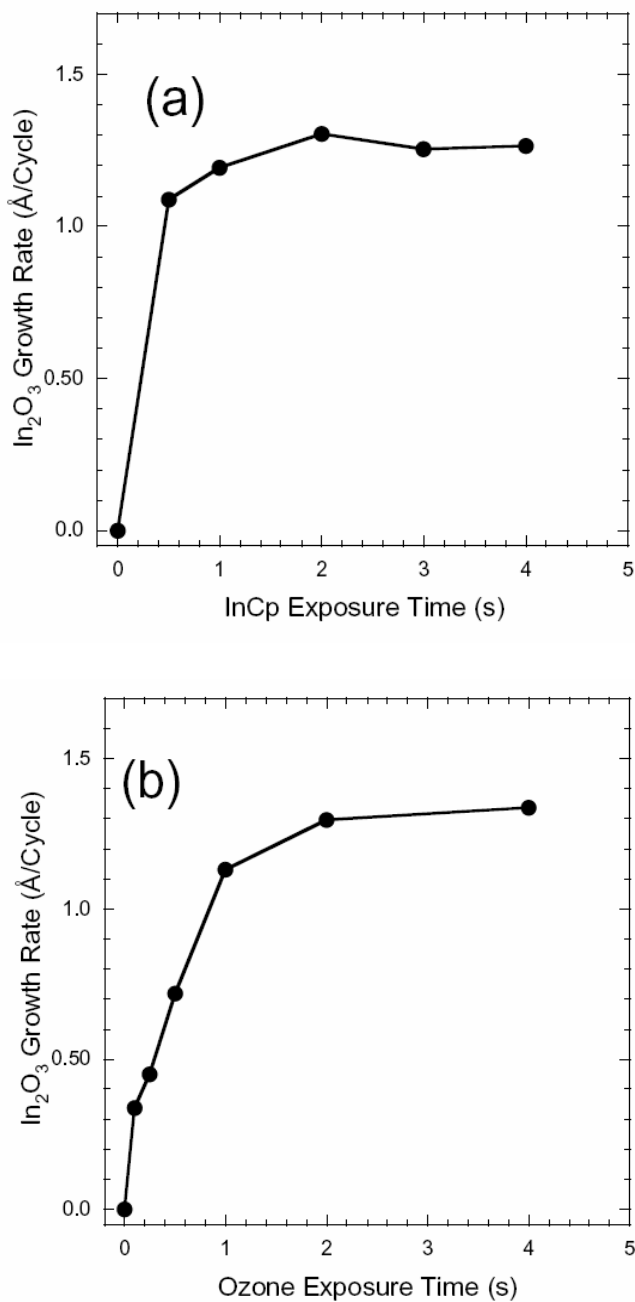 (a)
In₂O₃ Growth Rate (Å/Cycle)
1.5
1.0
0.50
0.0
0 1 2 3 4 5
InCp Exposure Time (s)
(b)
In₂O₃ Growth Rate (Å/Cycle)
1.5
1.0
0.50
0.0
0 1 2 3 4 5
Ozone Exposure Time (s)